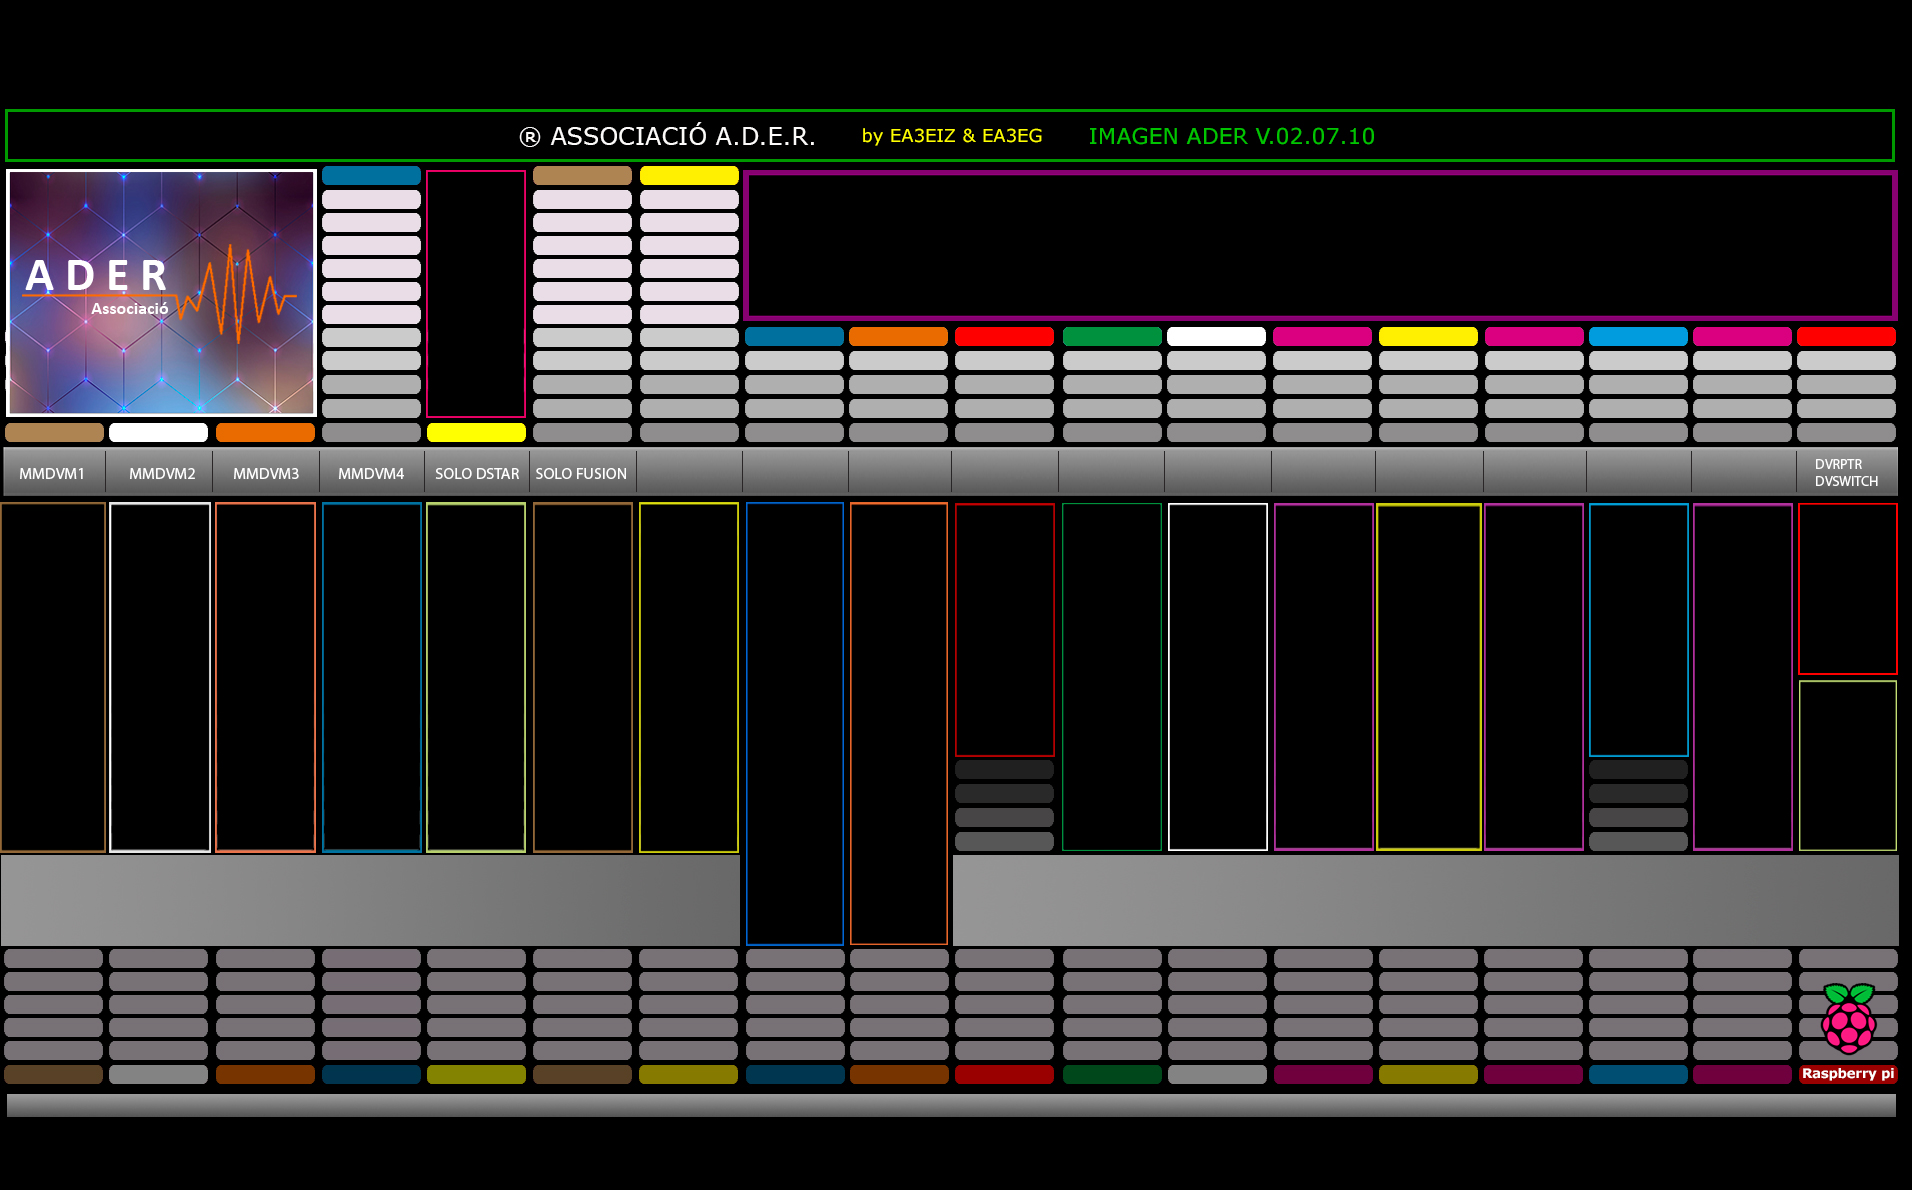 ® ASSOCIACIÓ A.D.E.R. by EA3EIZ & EA3EG IMAGEN ADER V.02.07.10
ADER
Associació
MMDVM1 MMDVM2 MMDVM3 MMDVM4 SOLO DSTAR SOLO FUSION DVRPTR
DVSWITCH
Raspberry pi